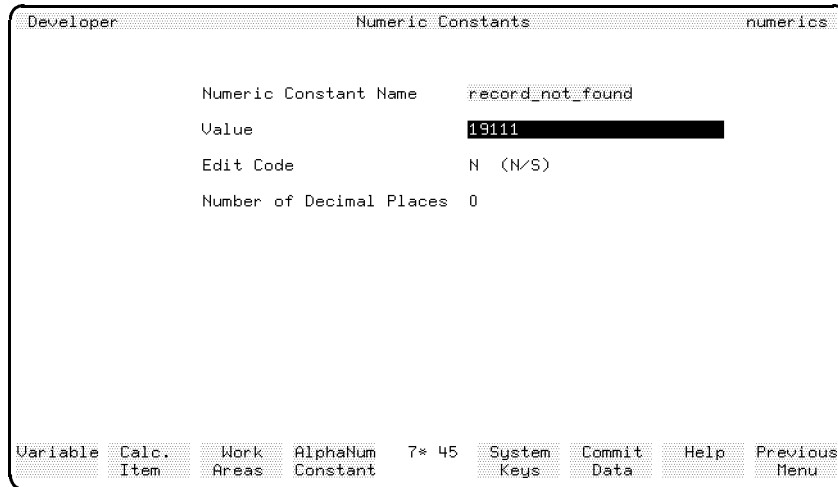 Developer Numeric Constants numerics
Numeric Constant Name record_not_found
Value 19111
Edit Code N (N/S)
Number of Decimal Places 0
Variable Calc. Work AlphaNum 7* 45 System Commit Help Previous
Item Areas Constant Keys Data Menu